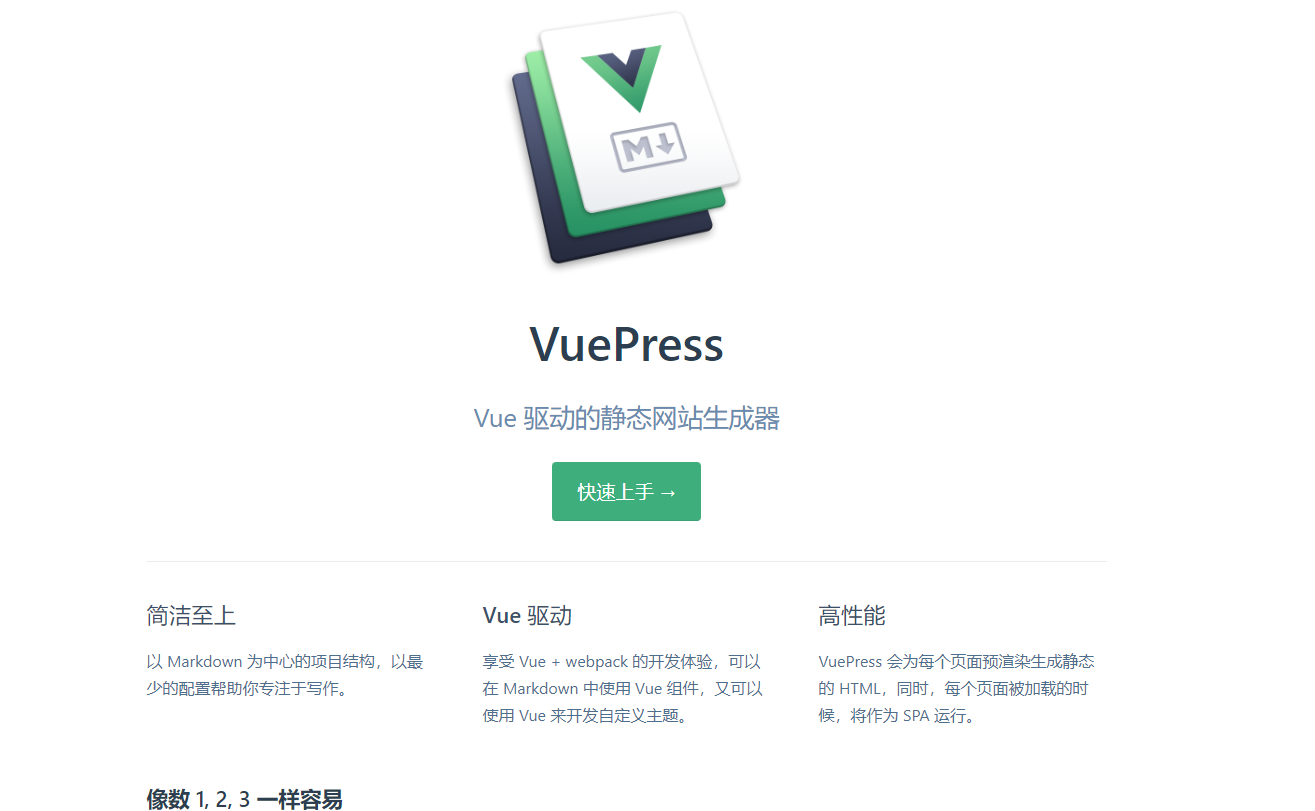 M↓
VuePress
Vue 驱动的静态网站生成器
快速上手 →
简洁至上
以 Markdown 为中心的项目结构，以最
少的配置帮助你专注于写作。
Vue 驱动
享受 Vue + webpack 的开发体验，可以
在 Markdown 中使用 Vue 组件，又可以
使用 Vue 来开发自定义主题。
高性能
VuePress 会为每个页面预渲染生成静态
的 HTML，同时，每个页面被加载的时
候，将作为 SPA 运行。
像数 1, 2, 3 一样容易